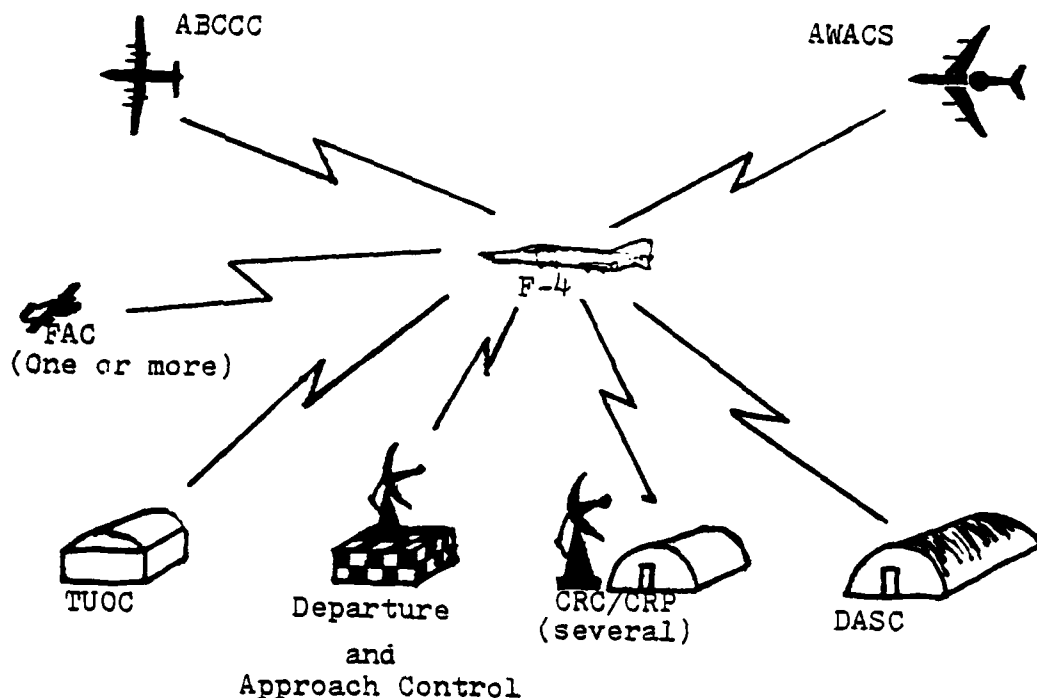 ABCCC
AWACS
F-4
FAC
(One or more)
TUOC
Departure
and
Approach Control
CRC/CRP
(several)
DASC